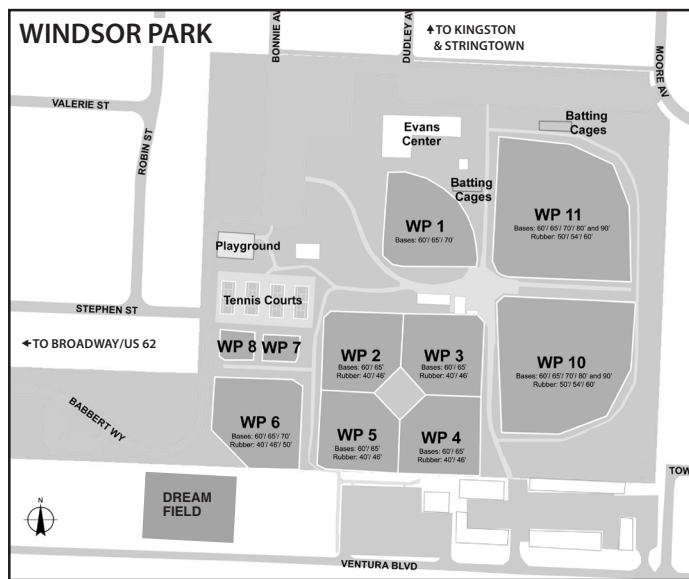 WINDSOR PARK
BONNIE AV
DUDLEY AV
TO KINGSTON
& STRINGTOWN
MOORE AV
VALERIE ST
ROBIN ST
Evans
Center
Batting
Cages
Batting
Cages
WP 1
Bases: 60'/ 65'/ 70'
WP 11
Bases: 60'/ 65'/ 70'/ 80' and 90'
Rubber: 50'/ 54'/ 60'
Playground
Tennis Courts
STEPHEN ST
TO BROADWAY/US 62
WP 8
WP 7
WP 2
Bases: 60'/ 65'
Rubber: 40'/ 46'
WP 3
Bases: 60'/ 65'
Rubber: 40'/ 46'
WP 10
Bases: 60'/ 65'/ 70'/ 80' and 90'
Rubber: 50'/ 54'/ 60'
BABBERT WY
WP 6
Bases: 60'/ 65'/ 70'
Rubber: 40'/ 46'/ 50'
WP 5
Bases: 60'/ 65'
Rubber: 40'/ 46'
WP 4
Bases: 60'/ 65'
Rubber: 40'/ 46'
TOW
DREAM
FIELD
N
VENTURA BLVD